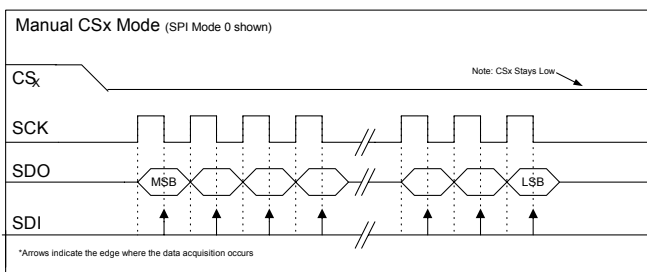 Manual CSx Mode (SPI Mode 0 shown)
CSX
Note: CSx Stays Low
SCK
SDO
MSB
LSB
SDI
*Arrows indicate the edge where the data acquisition occurs